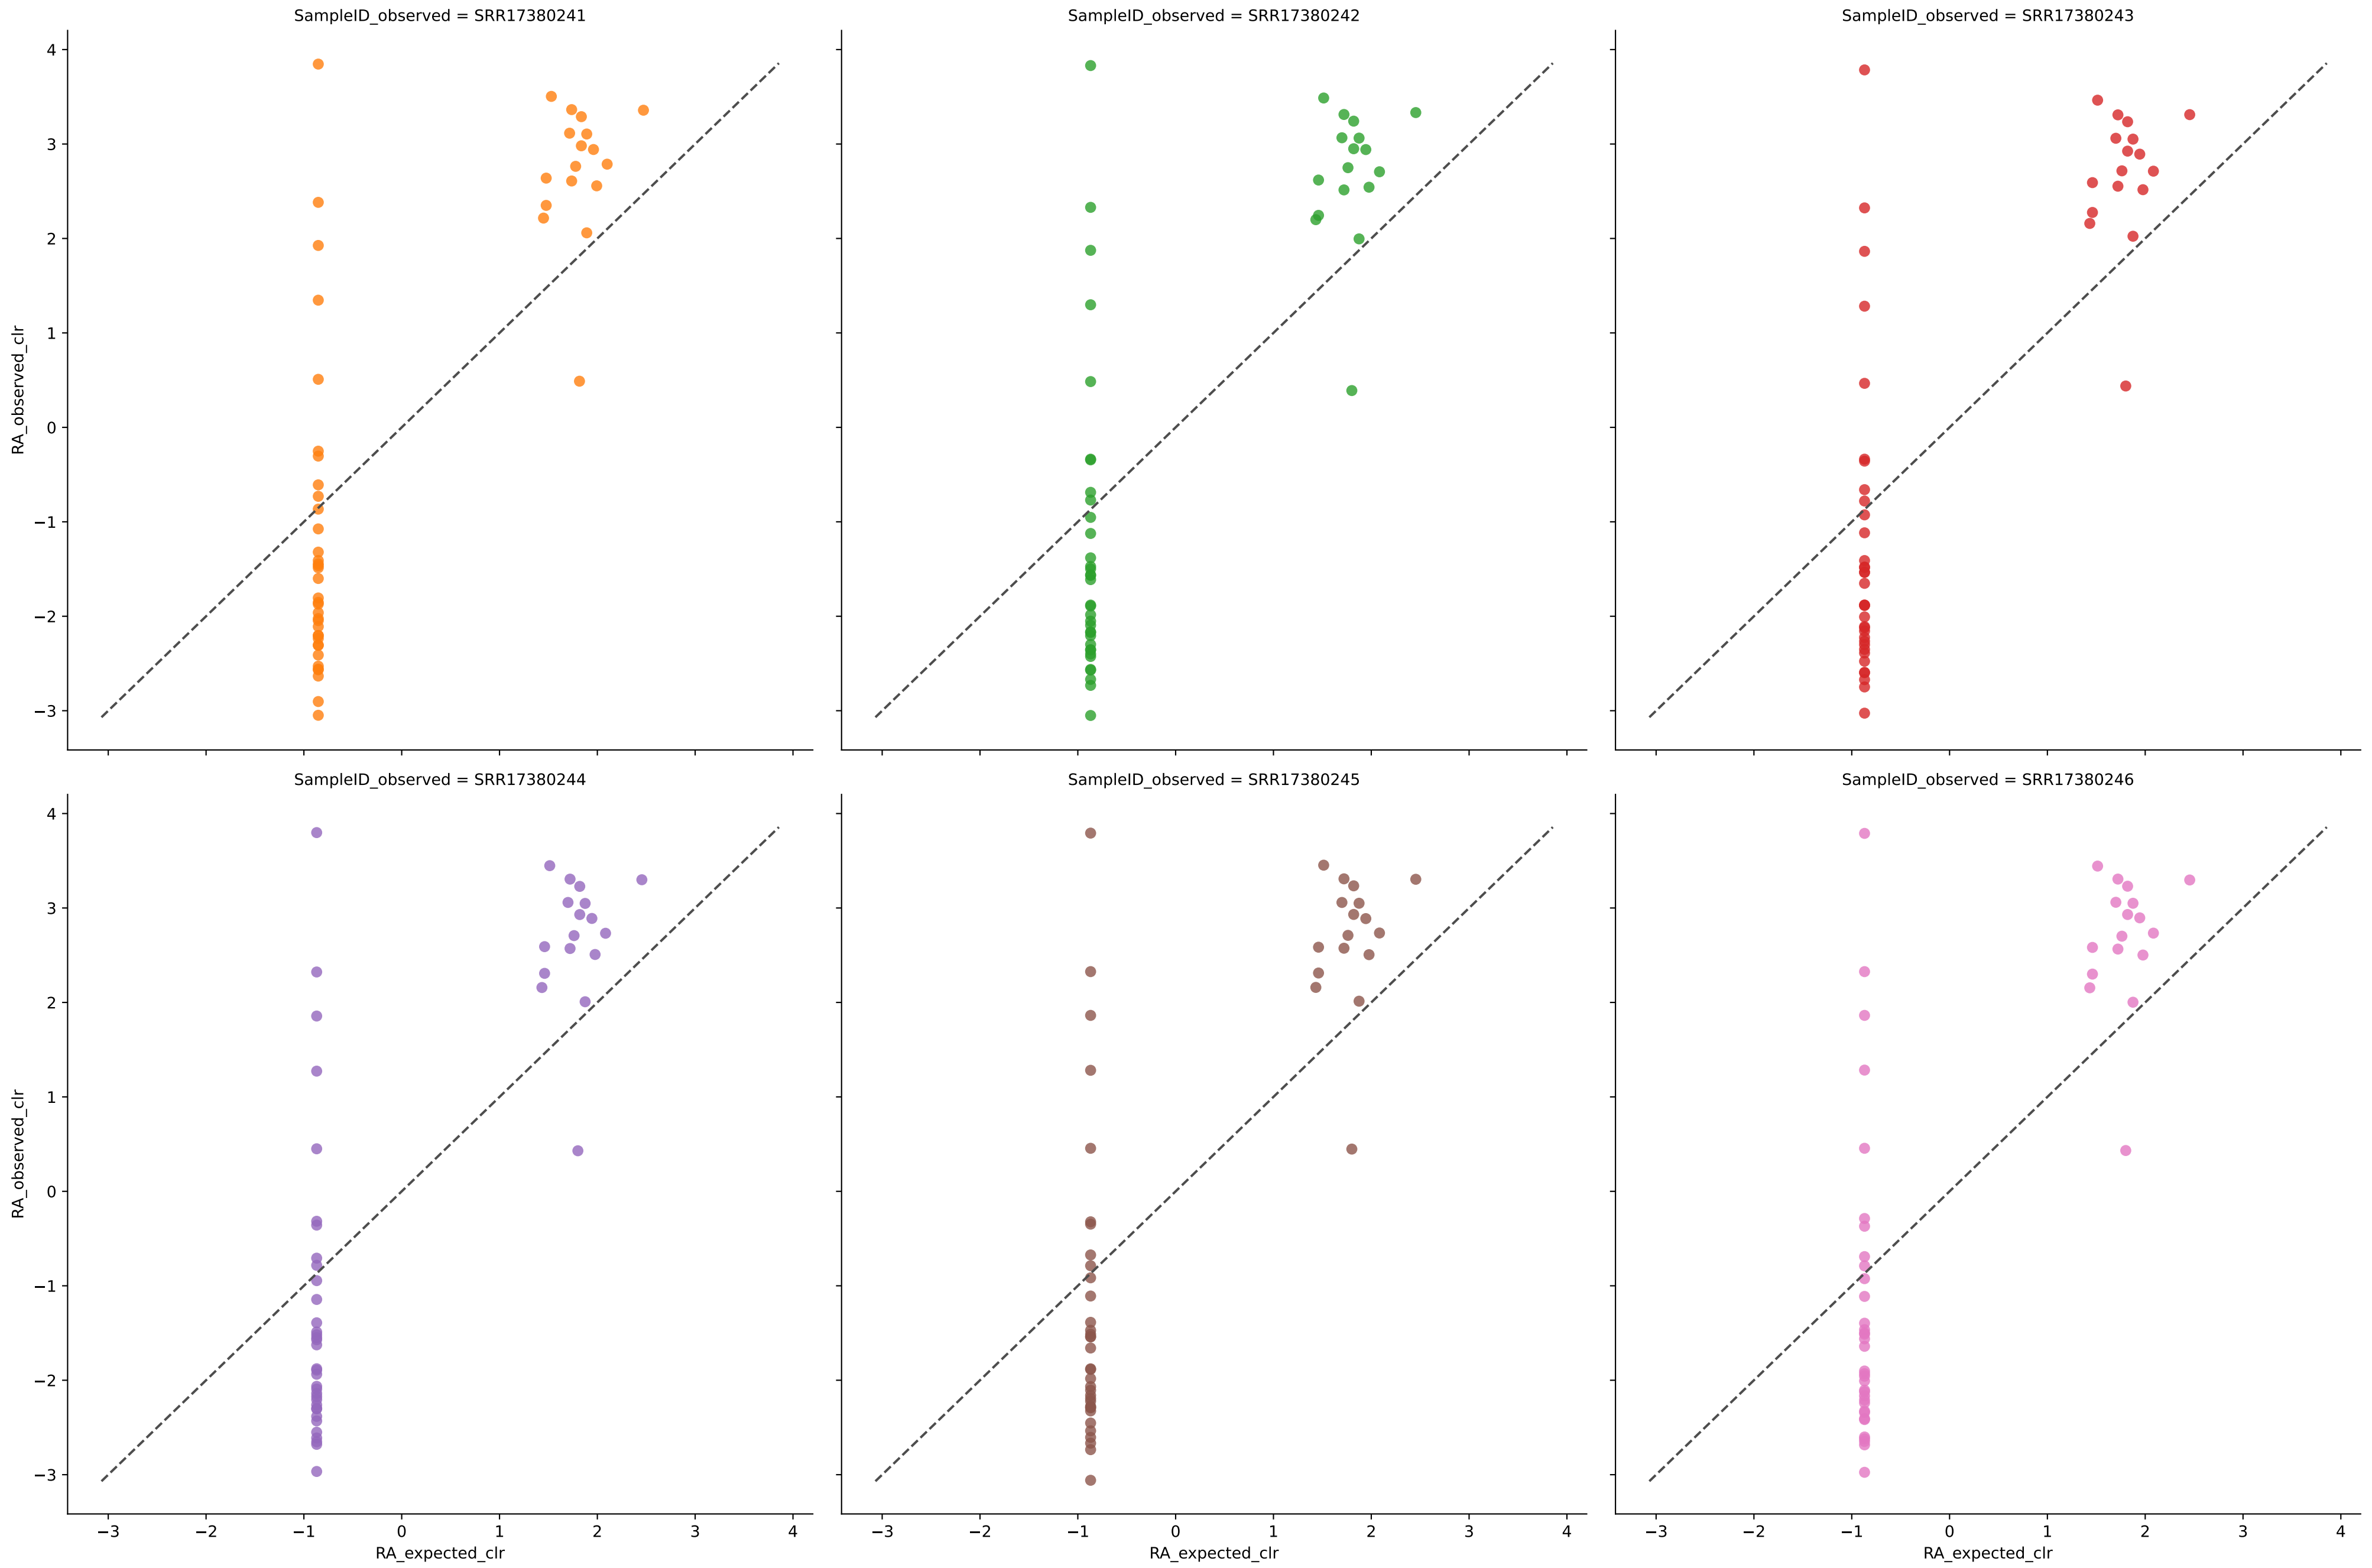 SampleID_observed = SRR17380241
SampleID_observed = SRR17380242
SampleID_observed = SRR17380243
4
3
2
1
0
−1
−2
−3
RA_observed_clr
SampleID_observed = SRR17380244
SampleID_observed = SRR17380245
SampleID_observed = SRR17380246
4
3
2
1
0
−1
−2
−3
RA_observed_clr
−3 −2 −1 0 1 2 3 4
−3 −2 −1 0 1 2 3 4
−3 −2 −1 0 1 2 3 4
RA_expected_clr
RA_expected_clr
RA_expected_clr